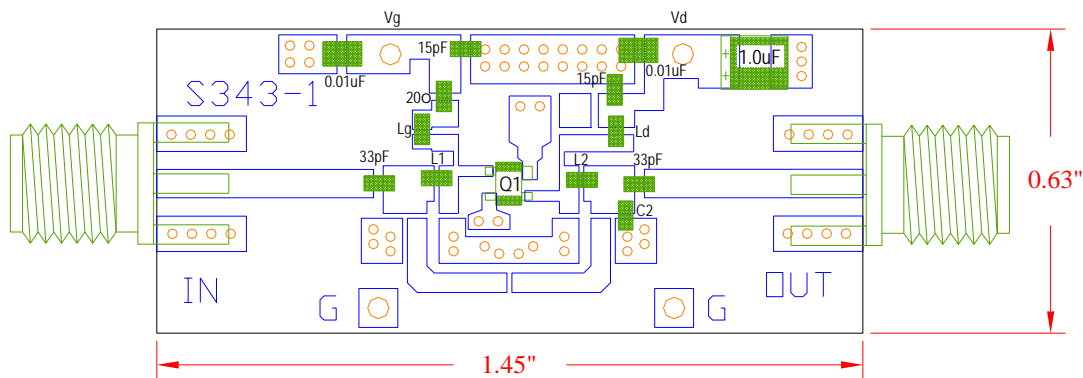 Vg Vd
15pF
0.01uF
0.01uF
1.0uF
S343-1
20O
15pF
Lg
Ld
33pF
L1
L2
33pF
Q1
C2
0.63"
IN
OUT
G
G
1.45"